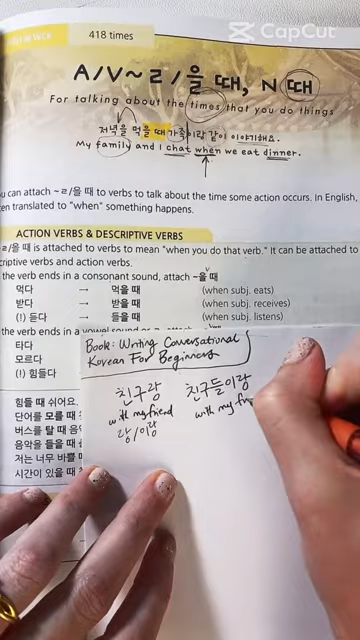 CapCut
IN WCK
418 times
A/V~ㄹ/을 때, N 때
For talking about the times that you do things
저녁을 먹을 때 가족이랑 같이 이야기해요.
My family and I chat when we eat dinner.
ou can attach ~ㄹ/을 때 to verbs to talk about the time some action occurs. In English,
en translated to "when" something happens.
ACTION VERBS & DESCRIPTIVE VERBS
ㄹ/을 때 is attached to verbs to mean "when you do that verb." It can be attached to
criptive verbs and action verbs.
the verb ends in a consonant sound, attach ~을 때
먹다 → 먹을 때 (when subj. eats)
받다 → 받을 때 (when subj. receives)
(!) 듣다 → 들을 때 (when subj. listens)
the verb ends in a vowel sound
타다
모르다
(!) 힘들다
힘들 때 쉬어요.
단어를 모를 때
버스를 탈 때 음악
음악을 들을 때
저는 너무 바쁠 때
시간이 있을 때
Book: Writing Conversational
Korean For Beginners
친구랑 친구들이랑
with my friend with my fri
랑/이랑